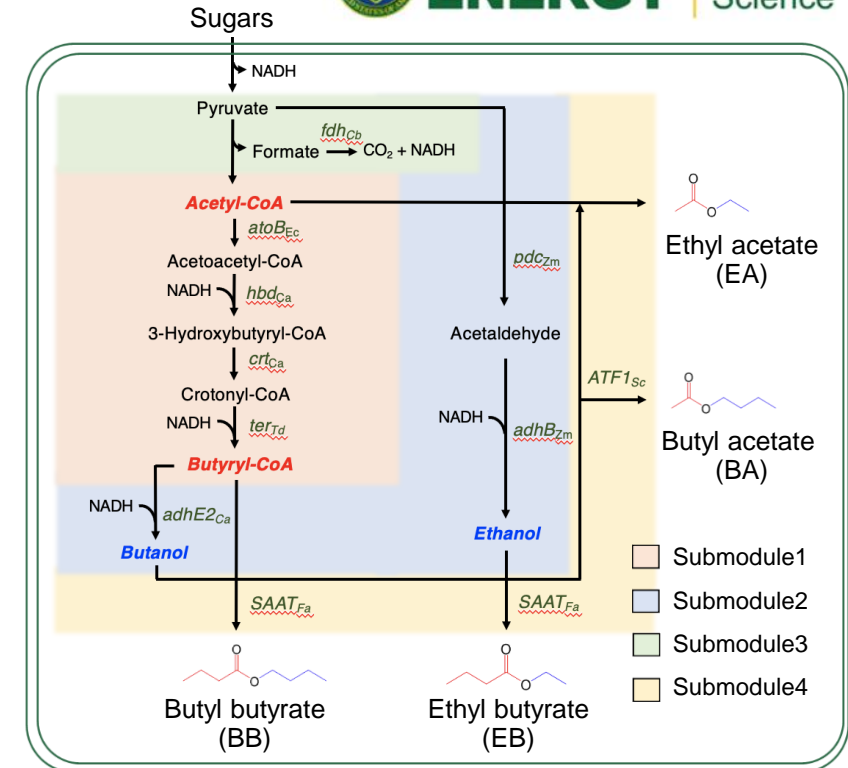 ENERGY
Science
Sugars
NADH
Pyruvate
fdhCb
Formate
CO2 + NADH
Acetyl-CoA
atoBEc
Acetoacetyl-CoA
NADH
hbdCa
3-Hydroxybutyryl-CoA
crtCa
Crotonyl-CoA
NADH
terTd
Butyryl-CoA
NADH
adhE2Ca
Butanol
pdcZm
Acetaldehyde
NADH
adhBZm
Ethanol
ATF1Sc
SAATFa
SAATFa
O
O
Ethyl acetate
(EA)
O
O
Butyl acetate
(BA)
Submodule1
Submodule2
Submodule3
Submodule4
O
O
Butyl butyrate
(BB)
O
O
Ethyl butyrate
(EB)